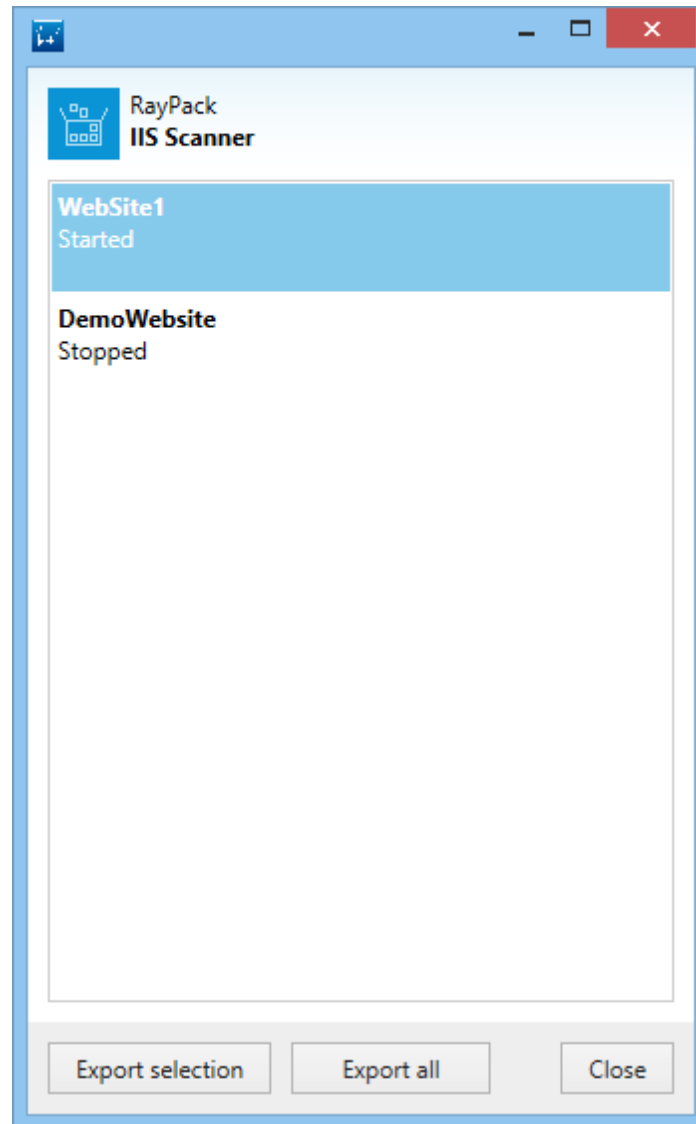 RayPack
IIS Scanner
WebSite1
Started
DemoWebsite
Stopped
Export selection
Export all
Close